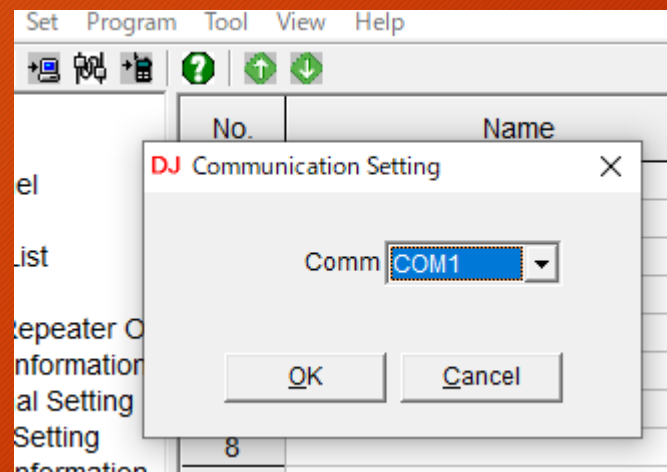 Set Program Tool View Help
No. Name
DJ Communication Setting
el
List
Comm COM1
Repeater O
nformation
al Setting
Setting
OK Cancel
8
nformation